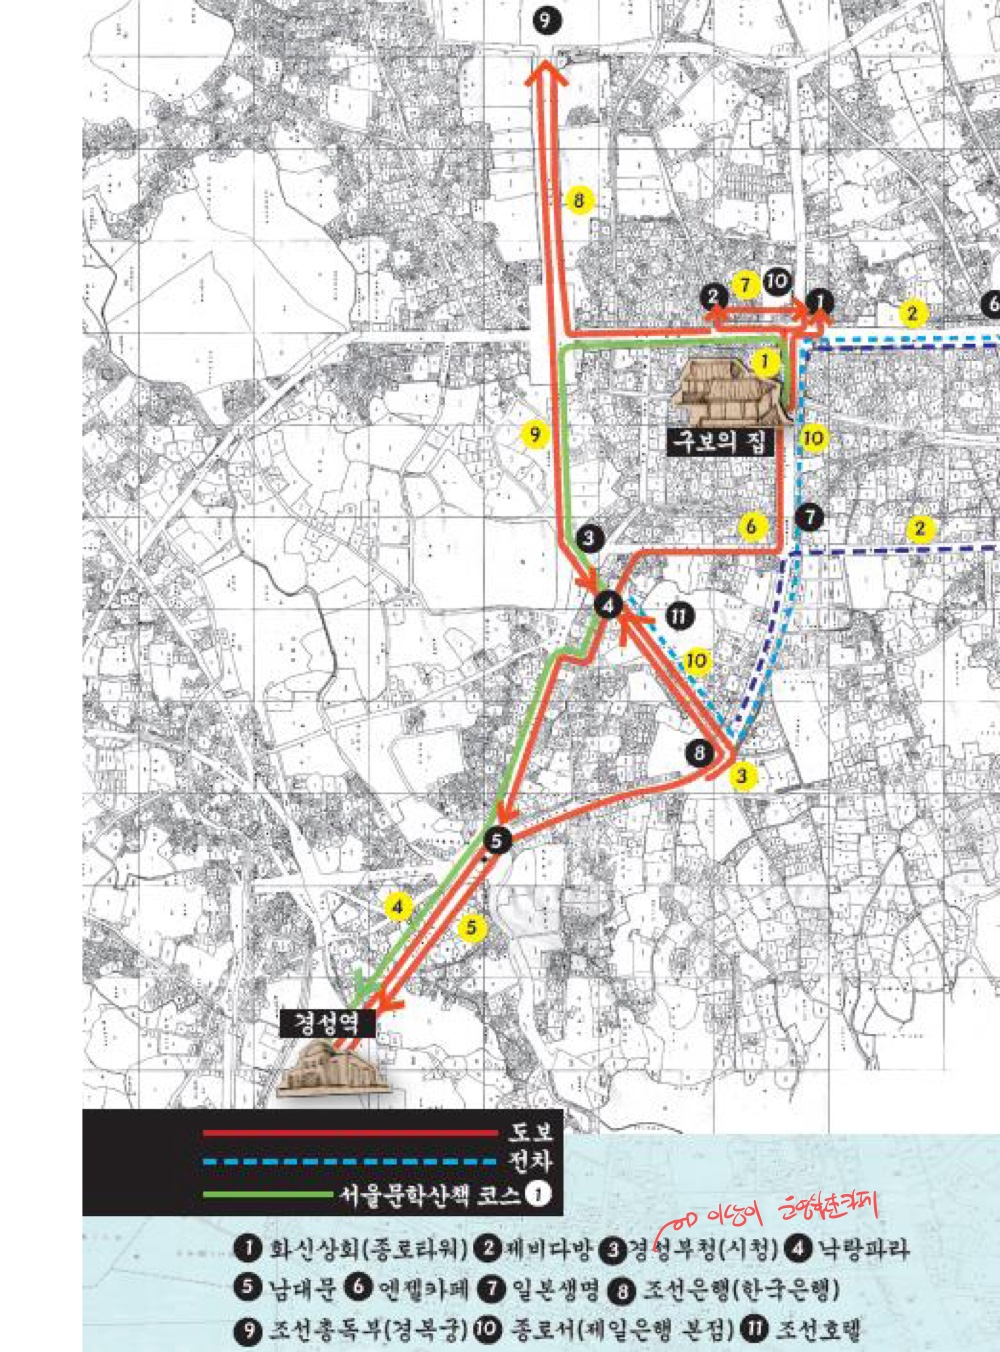 9
8
2 7 10 1 2 6
1
구보의 집
9 10
3 6 7 2
4 11
10
8 3
5
4 5
경성역
도보
전차
서울문학산책 코스 1
이상이 운영했던 카페
1 화신상회(종로타워) 2 제비다방 3 경성부청(시청) 4 낙랑파라
5 남대문 6 엔젤카페 7 일본생명 8 조선은행(한국은행)
9 조선총독부(경복궁) 10 종로서(제일은행 본점) 11 조선호텔